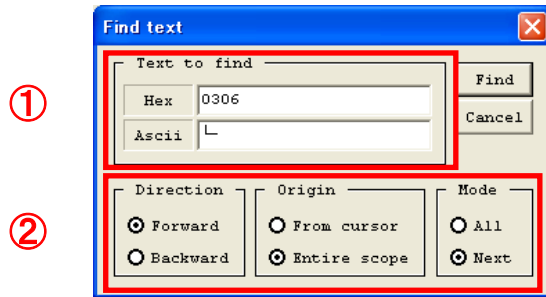 Find text
①
Text to find
Hex
0306
Ascii
Find
Cancel
②
Direction
Forward
Backward
Origin
From cursor
Entire scope
Mode
All
Next